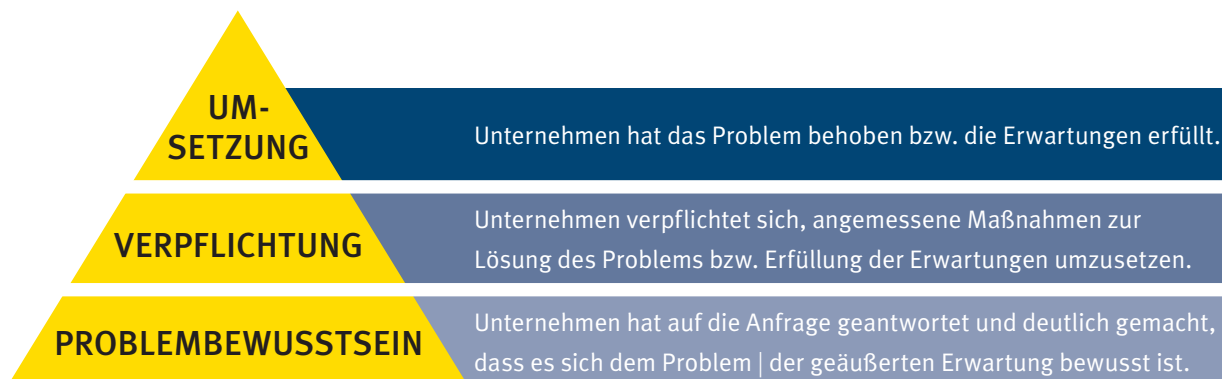 UM-
SETZUNG
Unternehmen hat das Problem behoben bzw. die Erwartungen erfüllt.
VERPFLICHTUNG
Unternehmen verpflichtet sich, angemessene Maßnahmen zur
Lösung des Problems bzw. Erfüllung der Erwartungen umzusetzen.
PROBLEMBEWUSSTSEIN
Unternehmen hat auf die Anfrage geantwortet und deutlich gemacht,
dass es sich dem Problem | der geäußerten Erwartung bewusst ist.